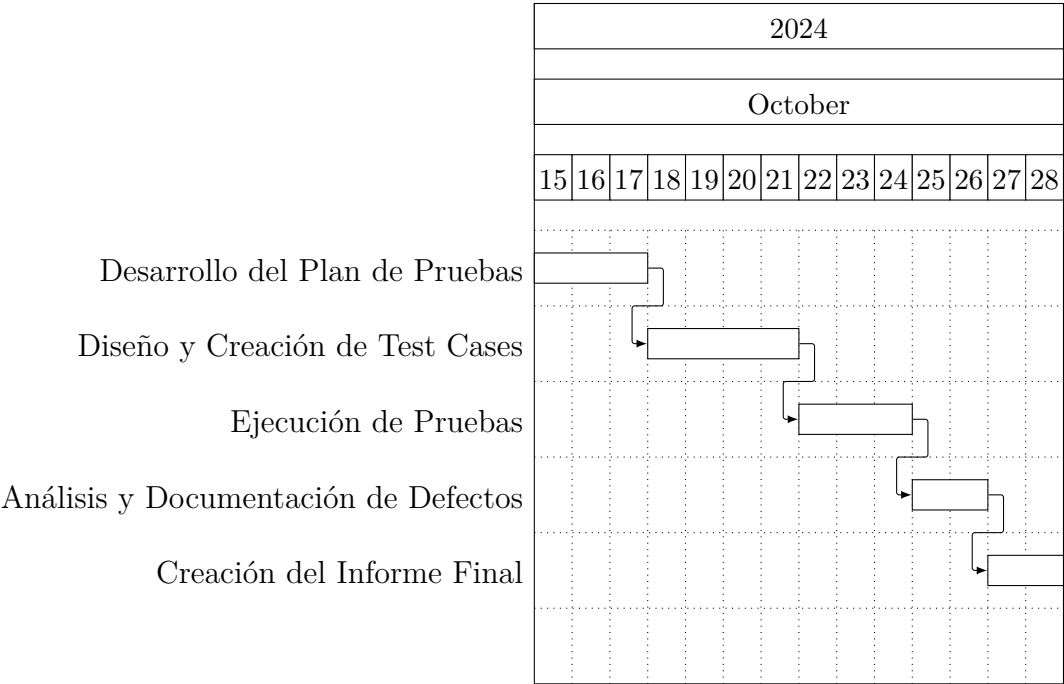 2024
October
15 16 17 18 19 20 21 22 23 24 25 26 27 28
Desarrollo del Plan de Pruebas
Diseño y Creación de Test Cases
Ejecución de Pruebas
Análisis y Documentación de Defectos
Creación del Informe Final